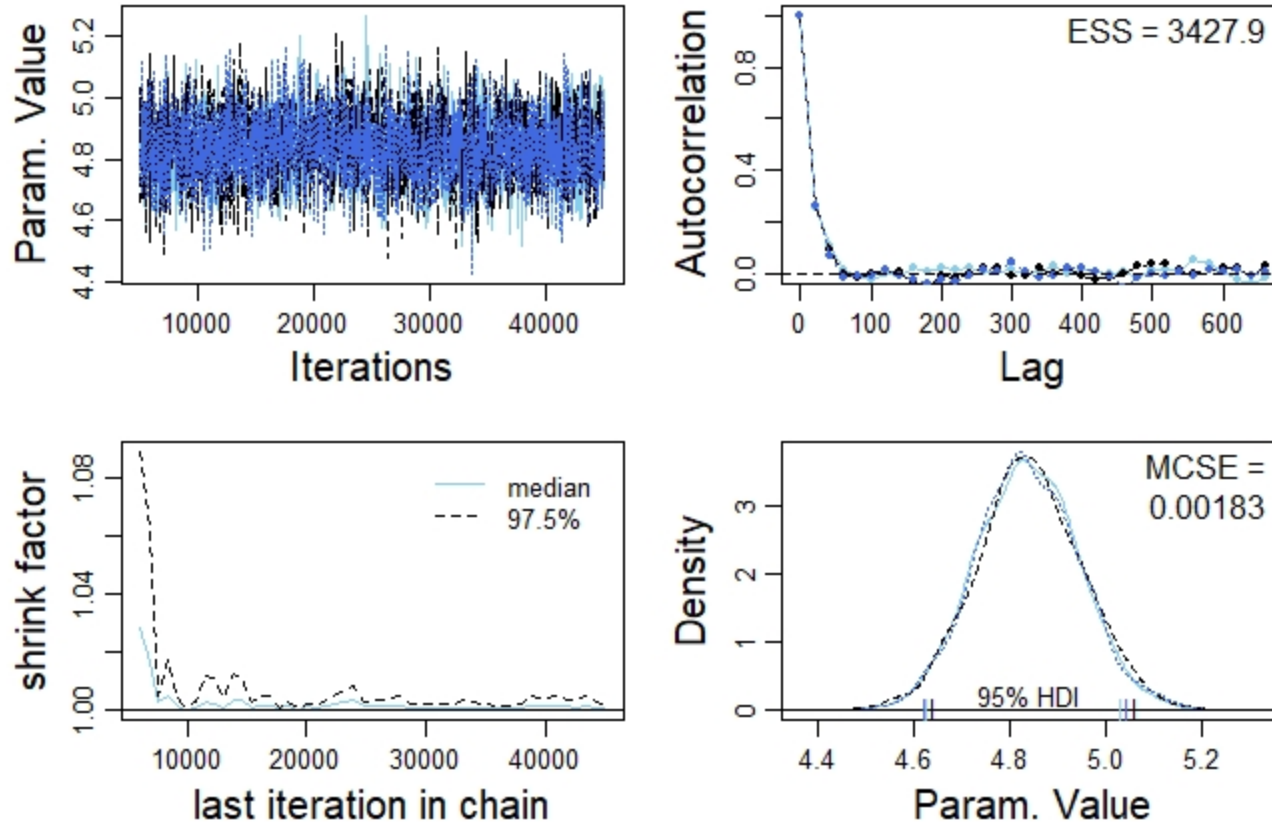 Param. Value
4.4 4.6 4.8 5.0 5.2
10000 20000 30000 40000
Iterations
Autocorrelation
0.0 0.4 0.8
ESS = 3427.9
0 100 200 300 400 500 600
Lag
shrink factor
1.00 1.04 1.08
median
97.5%
10000 20000 30000 40000
last iteration in chain
Density
0 1 2 3
MCSE =
0.00183
95% HDI
4.4 4.6 4.8 5.0 5.2
Param. Value